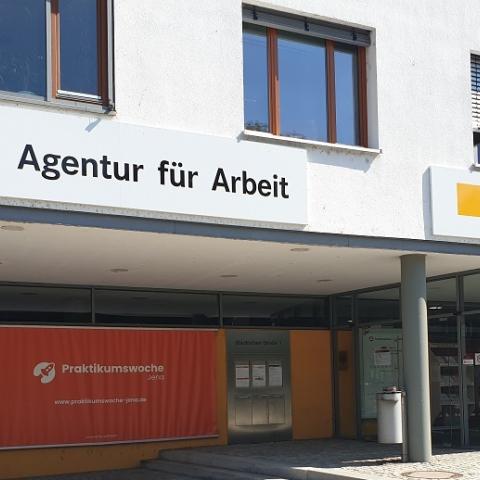 Agentur für Arbeit
Praktikumswoche
Jena
www.praktikumswoche-jena.de